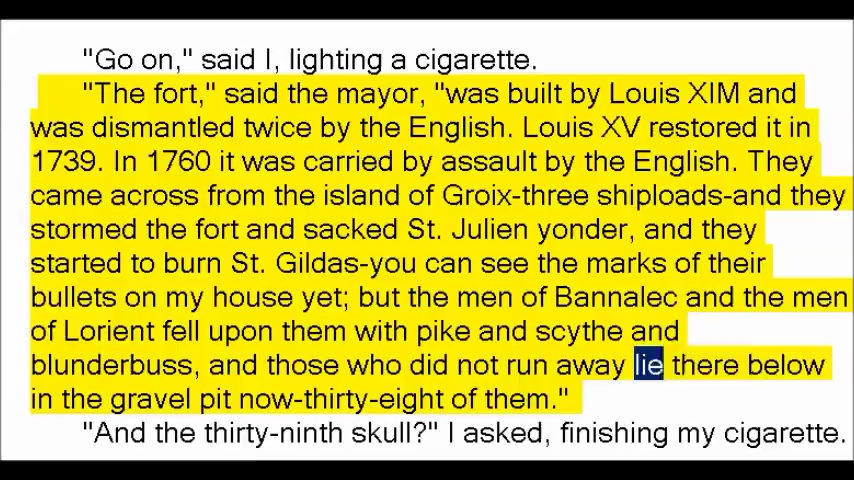 "Go on," said I, lighting a cigarette.
"The fort," said the mayor, "was built by Louis XIM and
was dismantled twice by the English. Louis XV restored it in
1739. In 1760 it was carried by assault by the English. They
came across from the island of Groix-three shiploads-and they
stormed the fort and sacked St. Julien yonder, and they
started to burn St. Gildas-you can see the marks of their
bullets on my house yet; but the men of Bannalec and the men
of Lorient fell upon them with pike and scythe and
blunderbuss, and those who did not run away lie there below
in the gravel pit now-thirty-eight of them."
"And the thirty-ninth skull?" I asked, finishing my cigarette.